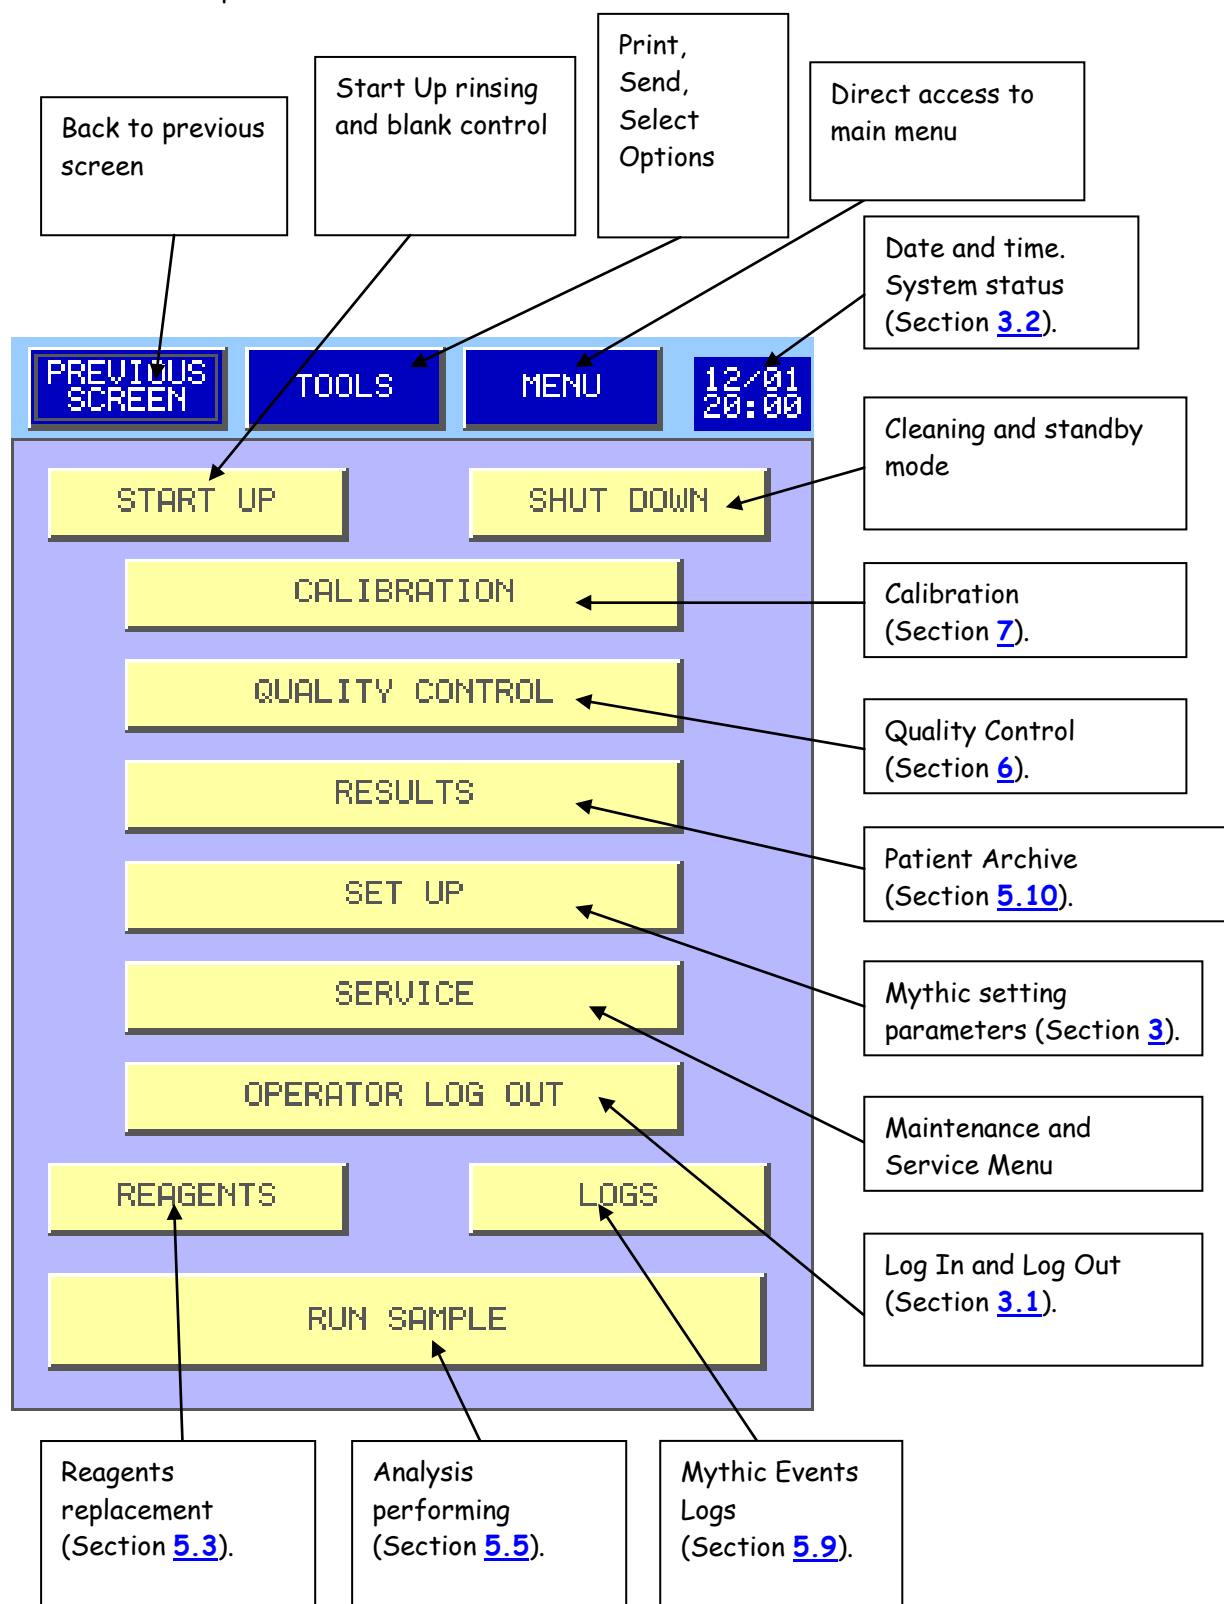 Print,
Send,
Select
Options
Start Up rinsing
and blank control
Direct access to
main menu
Back to previous
screen
Date and time.
System status
(Section 3.2).
PREVIOUS
SCREEN
TOOLS
MENU
12/01
20:00
Cleaning and standby
mode
START UP
SHUT DOWN
CALIBRATION
Calibration
(Section 7).
QUALITY CONTROL
Quality Control
(Section 6).
RESULTS
Patient Archive
(Section 5.10).
SET UP
Mythic setting
parameters (Section 3).
SERVICE
Maintenance and
Service Menu
OPERATOR LOG OUT
Log In and Log Out
(Section 3.1).
REAGENTS
LOGS
RUN SAMPLE
Reagents
replacement
(Section 5.3).
Analysis
performing
(Section 5.5).
Mythic Events
Logs
(Section 5.9).